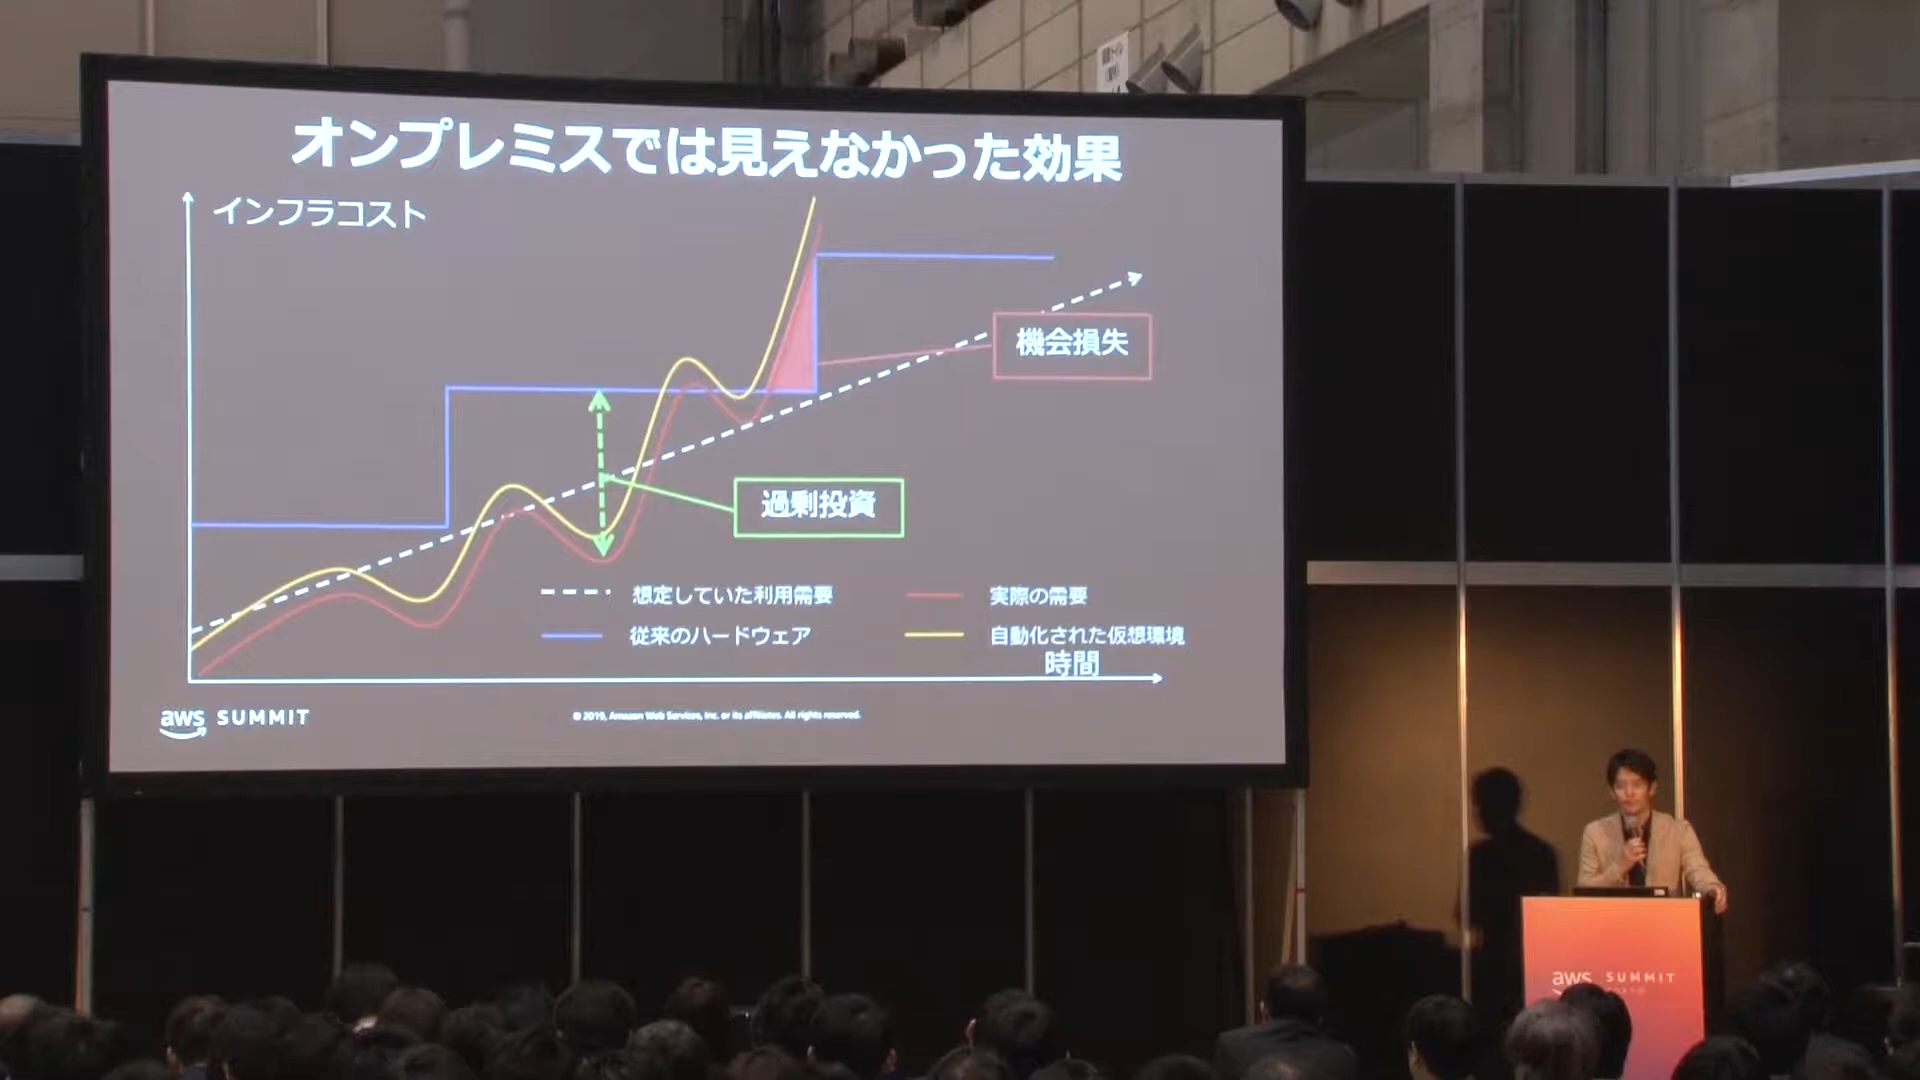 オンプレミスでは見えなかった効果
インフラコスト
機会損失
過剰投資
想定していた利用需要
実際の需要
従来のハードウェア
自動化された仮想環境
時間
aws SUMMIT
© 2019, Amazon Web Services, Inc. or its affiliates. All rights reserved.
aws SUMMIT